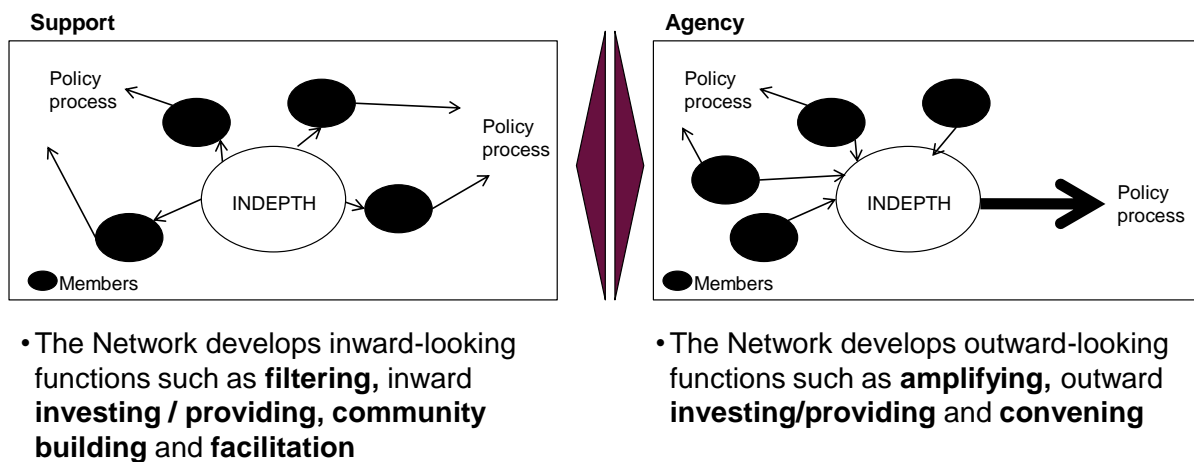 Support
Policy
process
Policy
process
INDEPTH
Members
• The Network develops inward-looking
functions such as filtering, inward
investing / providing, community
building and facilitation
Agency
Policy
process
INDEPTH
Policy
process
Members
• The Network develops outward-looking
functions such as amplifying, outward
investing/providing and convening